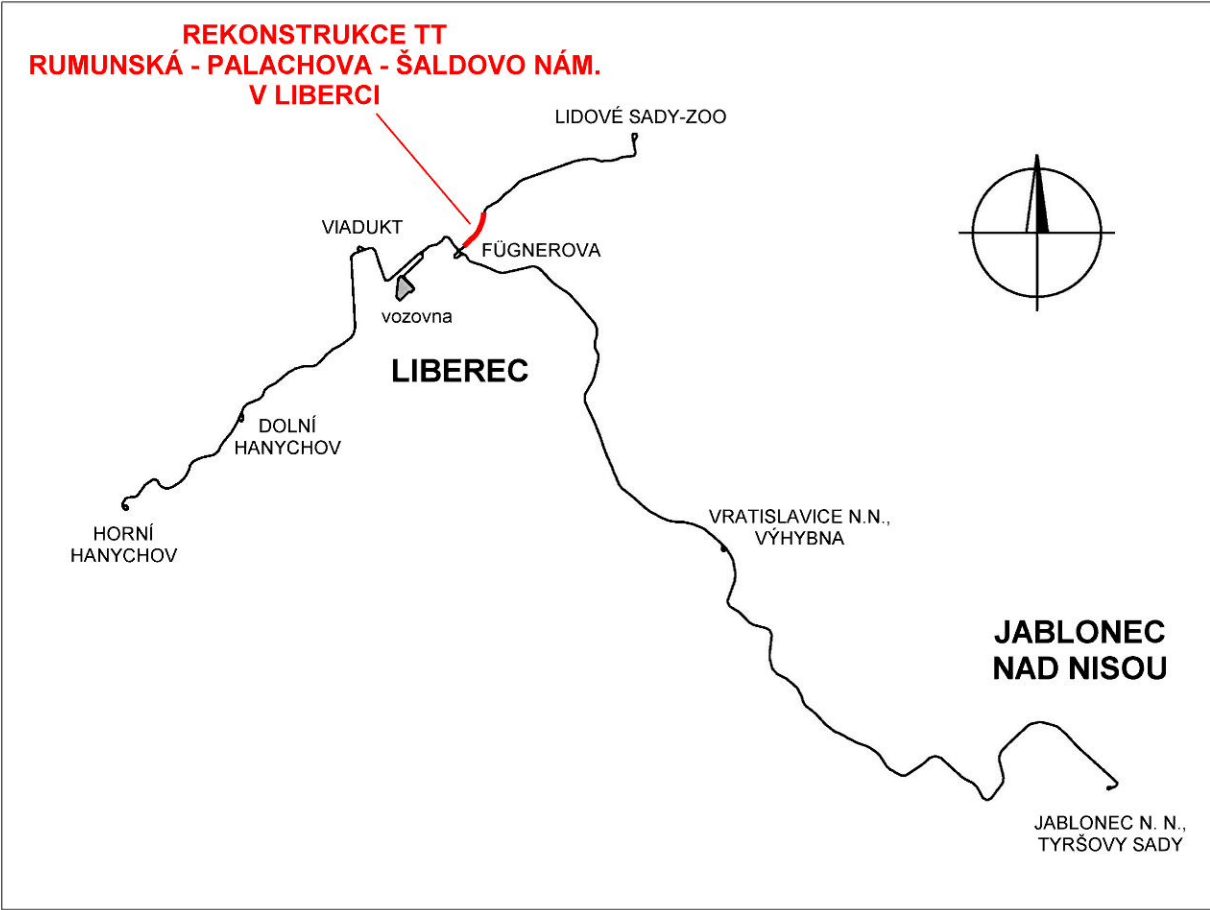 REKONSTRUKCE TT
RUMUNSKÁ - PALACHOVA - ŠALDOVO NÁM.
V LIBERCI
LIDOVÉ SADY-ZOO
VIADUKT
FÜGNEROVA
vozovna
LIBEREC
DOLNÍ
HANYCHOV
HORNÍ
HANYCHOV
VRATISLAVICE N.N.,
VÝHYBNA
JABLONEC
NAD NISOU
JABLONEC N. N.,
TYRŠOVY SADY